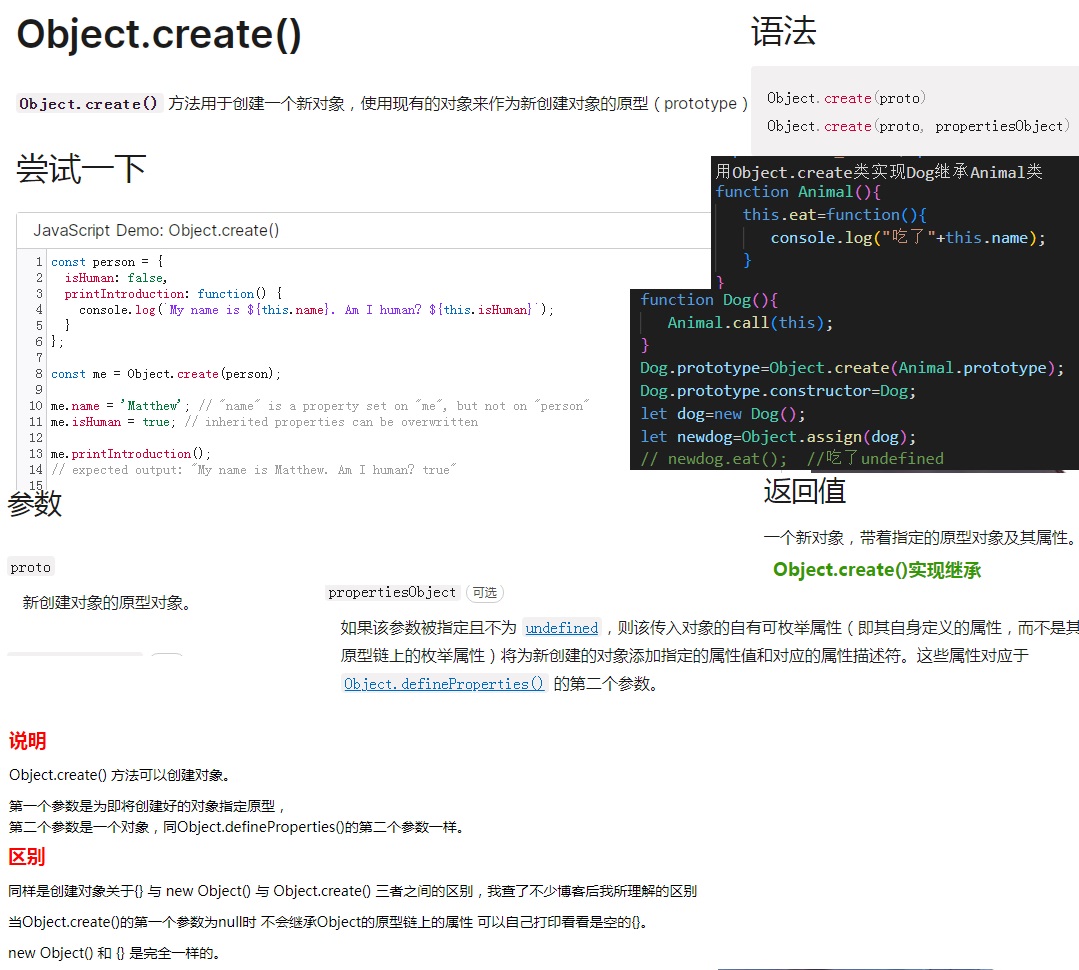 Object.create()
Object.create() 方法用于创建一个新对象，使用现有的对象来作为新创建对象的原型（prototype）
尝试一下
JavaScript Demo: Object.create()
1 const person = {
2 isHuman: false,
3 printIntroduction: function() {
4 console.log(`My name is ${this.name}. Am I human? ${this.isHuman}`);
5 }
6 };
7
8 const me = Object.create(person);
9
10 me.name = 'Matthew'; // "name" is a property set on "me", but not on "person"
11 me.isHuman = true; // inherited properties can be overwritten
12
13 me.printIntroduction();
14 // expected output: "My name is Matthew. Am I human? true"
15
语法
Object.create(proto)
Object.create(proto, propertiesObject)
用Object.create类实现Dog继承Animal类
function Animal(){
this.eat=function(){
console.log("吃了"+this.name);
}
}
function Dog(){
Animal.call(this);
}
Dog.prototype=Object.create(Animal.prototype);
Dog.prototype.constructor=Dog;
let dog=new Dog();
let newdog=Object.assign(dog);
// newdog.eat(); //吃了undefined
参数
proto
新创建对象的原型对象。
propertiesObject 可选
如果该参数被指定且不为 undefined，则该传入对象的自有可枚举属性（即其自身定义的属性，而不是其
原型链上的枚举属性）将为新创建的对象添加指定的属性值和对应的属性描述符。这些属性对应于
Object.defineProperties() 的第二个参数。
返回值
一个新对象，带着指定的原型对象及其属性。
Object.create()实现继承
说明
Object.create() 方法可以创建对象。
第一个参数是为即将创建好的对象指定原型，
第二个参数是一个对象，同Object.defineProperties()的第二个参数一样。
区别
同样是创建对象关于{} 与 new Object() 与 Object.create() 三者之间的区别，我查了不少博客后我所理解的区别
当Object.create()的第一个参数为null时 不会继承Object的原型链上的属性 可以自己打印看看是空的{}。
new Object() 和 {} 是完全一样的。